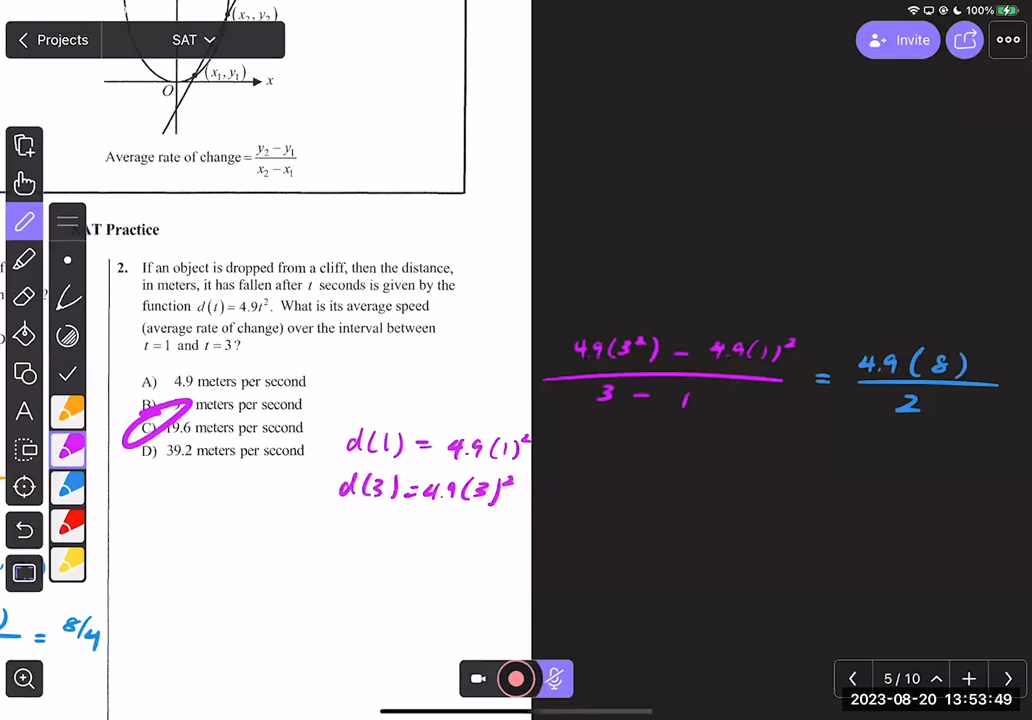 100%
Projects
SAT
Invite
(x₂, y₂)
(x₁, y₁)
x
O
Average rate of change = y₂ − y₁ / x₂ − x₁
AT Practice
2. If an object is dropped from a cliff, then the distance,
in meters, it has fallen after t seconds is given by the
function d(t) = 4.9t². What is its average speed
(average rate of change) over the interval between
t = 1 and t = 3?
A) 4.9 meters per second
B) meters per second
C) 19.6 meters per second
D) 39.2 meters per second
d(1) = 4.9(1)²
d(3) = 4.9(3)²
4.9(3²) − 4.9(1)² / 3 − 1 = 4.9(8) / 2
= 8/4
A
5 / 10
2023-08-20 13:53:49